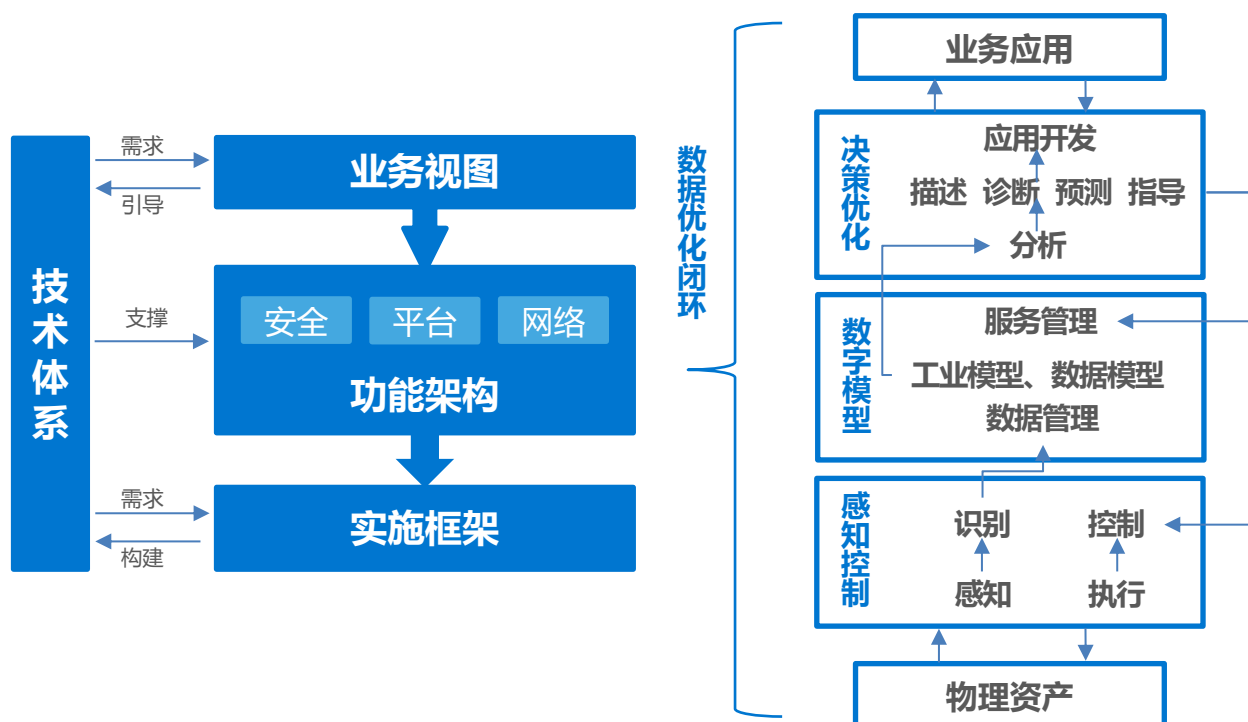 技术体系
需求
引导
支撑
需求
构建
业务视图
安全 平台 网络
功能架构
实施框架
数据优化闭环
业务应用
决策优化
应用开发
描述 诊断 预测 指导
分析
数字模型
服务管理
工业模型、数据模型
数据管理
感知控制
识别 控制
感知 执行
物理资产